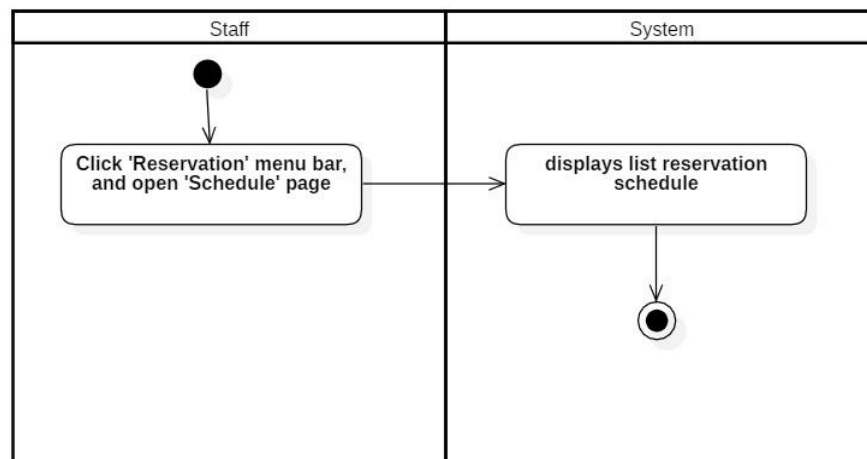 Staff
System
Click 'Reservation' menu bar,
and open 'Schedule' page
displays list reservation
schedule